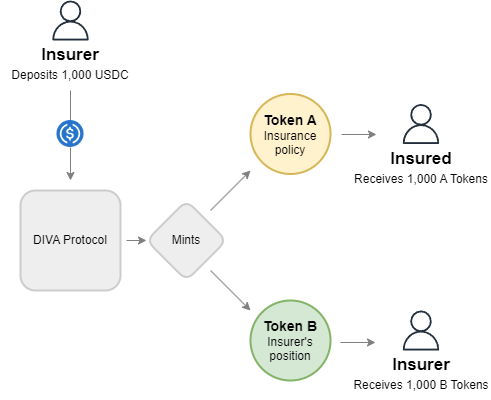 Insurer
Deposits 1,000 USDC
Token A
Insurance
policy
Insured
Receives 1,000 A Tokens
DIVA Protocol
Mints
Token B
Insurer's
position
Insurer
Receives 1,000 B Tokens